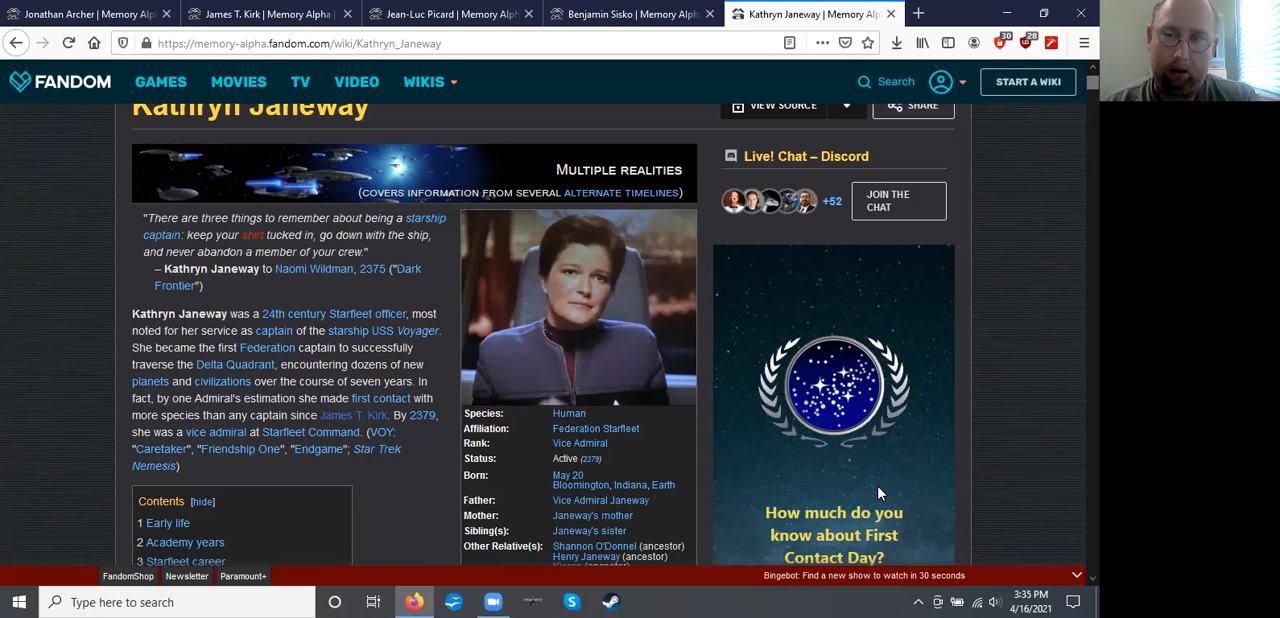 Jonathan Archer | Memory Alpha
James T. Kirk | Memory Alpha |
Jean-Luc Picard | Memory Alpha
Benjamin Sisko | Memory Alpha
Kathryn Janeway | Memory Alp
https://memory-alpha.fandom.com/wiki/Kathryn_Janeway
30
28
FANDOM
GAMES
MOVIES
TV
VIDEO
WIKIS
Search
START A WIKI
Kathryn Janeway
VIEW SOURCE
SHARE
MULTIPLE REALITIES
(COVERS INFORMATION FROM SEVERAL ALTERNATE TIMELINES)
"There are three things to remember about being a starship
captain: keep your shirt tucked in, go down with the ship,
and never abandon a member of your crew."
– Kathryn Janeway to Naomi Wildman, 2375 ("Dark
Frontier")
Kathryn Janeway was a 24th century Starfleet officer, most
noted for her service as captain of the starship USS Voyager.
She became the first Federation captain to successfully
traverse the Delta Quadrant, encountering dozens of new
planets and civilizations over the course of seven years. In
fact, by one Admiral's estimation she made first contact with
more species than any captain since James T. Kirk. By 2379,
she was a vice admiral at Starfleet Command. (VOY:
"Caretaker", "Friendship One", "Endgame"; Star Trek
Nemesis)
Contents [hide]
1 Early life
2 Academy years
3 Starfleet career
Species: Human
Affiliation: Federation Starfleet
Rank: Vice Admiral
Status: Active (2379)
Born: May 20
Bloomington, Indiana, Earth
Father: Vice Admiral Janeway
Mother: Janeway's mother
Sibling(s): Janeway's sister
Other Relative(s): Shannon O'Donnel (ancestor)
Henry Janeway (ancestor)
(ancestor)
Live! Chat – Discord
+52
JOIN THE
CHAT
How much do you
know about First
Contact Day?
FandomShop
Newsletter
Paramount+
Bingebot: Find a new show to watch in 30 seconds
Type here to search
3:35 PM
4/16/2021